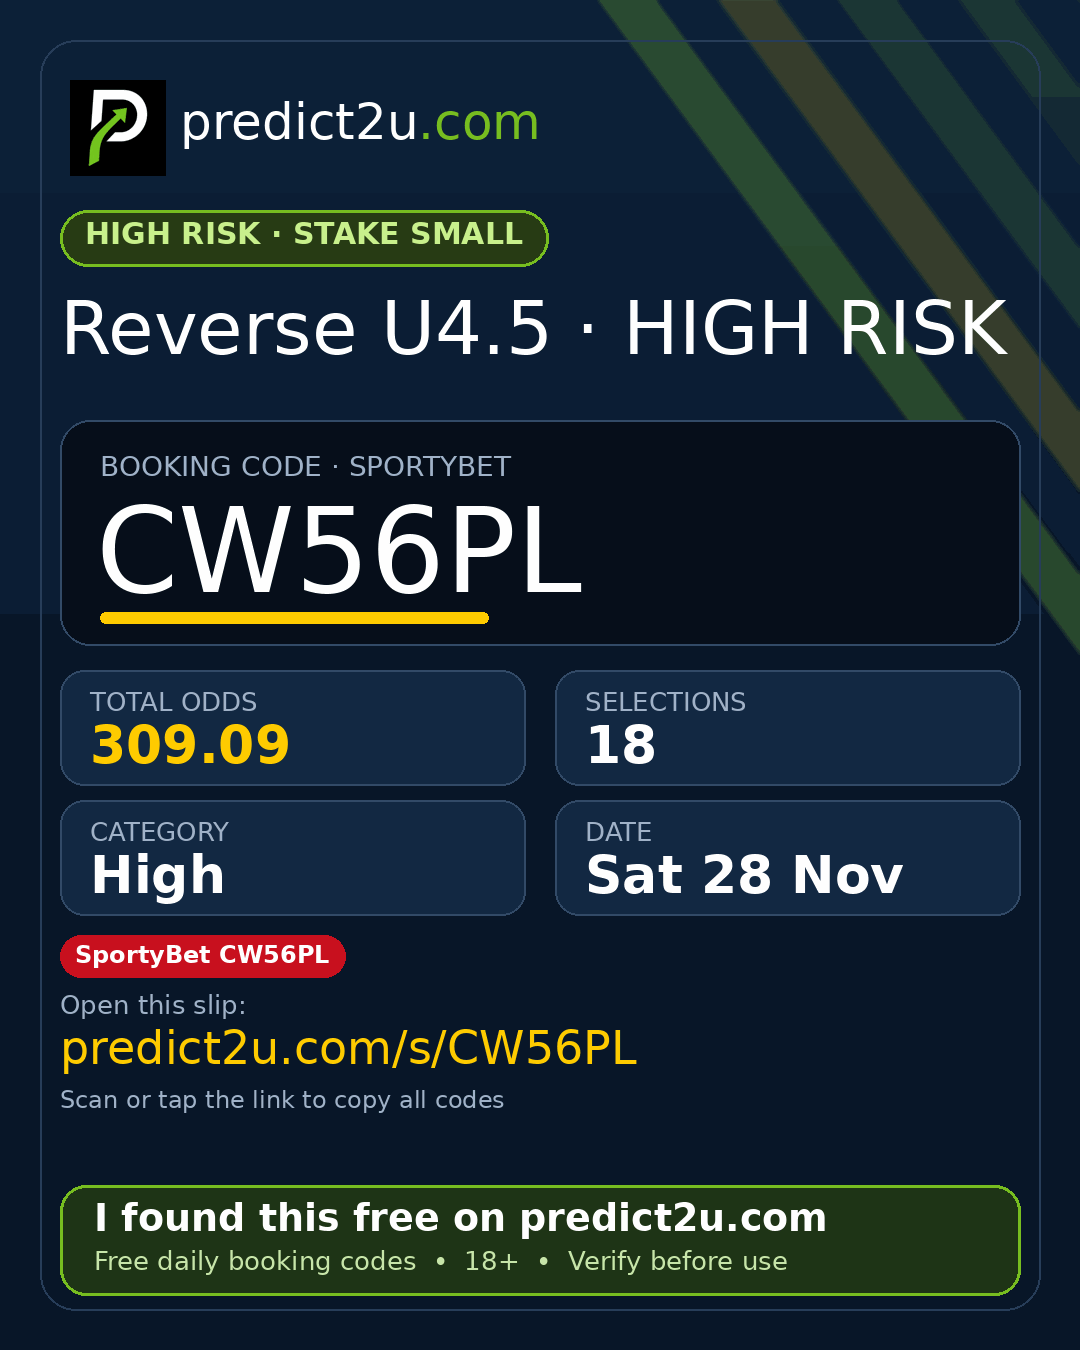 predict2u.com
HIGH RISK · STAKE SMALL
Reverse U4.5 · HIGH RISK
BOOKING CODE · SPORTYBET
CW56PL
TOTAL ODDS
309.09
SELECTIONS
18
CATEGORY
High
DATE
Sat 28 Nov
SportyBet CW56PL
Open this slip:
predict2u.com/s/CW56PL
Scan or tap the link to copy all codes
I found this free on predict2u.com
Free daily booking codes • 18+ • Verify before use